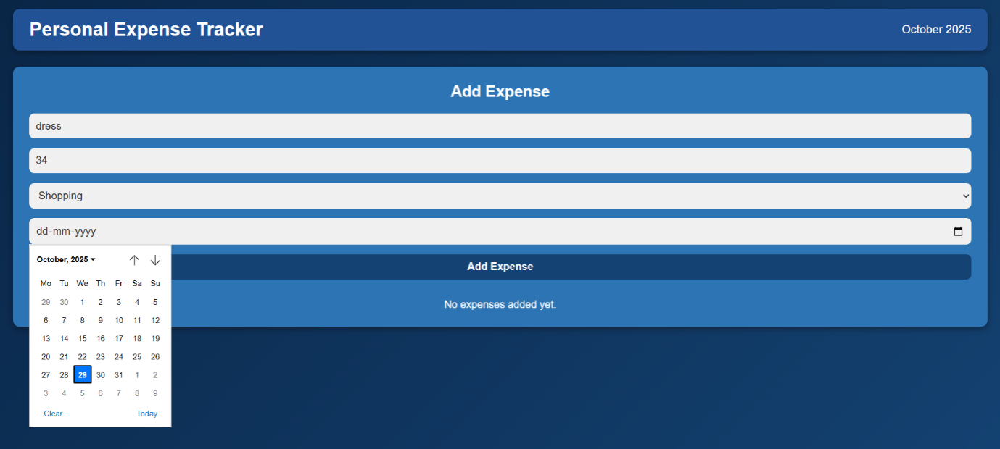 Personal Expense Tracker
October 2025
Add Expense
dress
34
Shopping
dd-mm-yyyy
October, 2025
Mo Tu We Th Fr Sa Su
29 30 1 2 3 4 5
6 7 8 9 10 11 12
13 14 15 16 17 18 19
20 21 22 23 24 25 26
27 28 29 30 31 1 2
3 4 5 6 7 8 9
Clear Today
Add Expense
No expenses added yet.